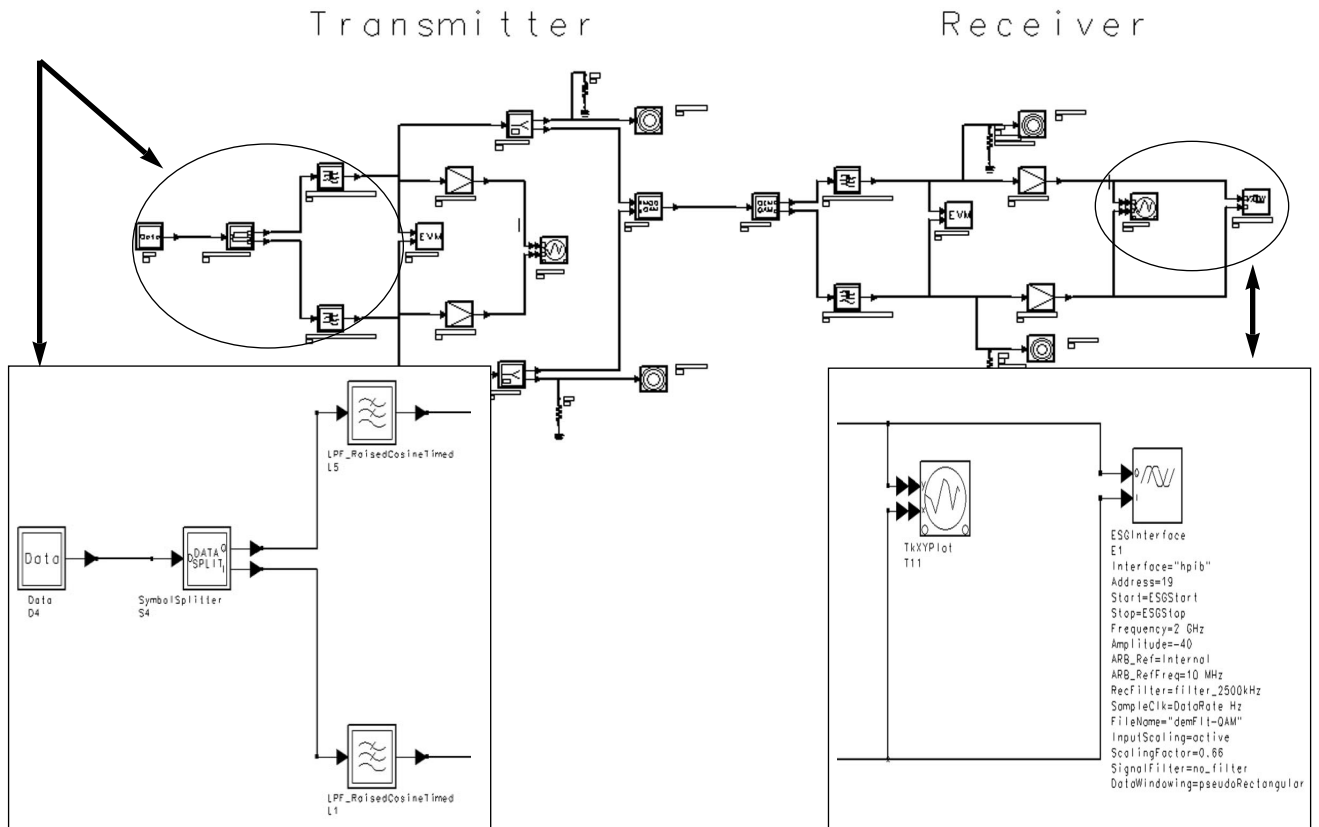 Transmitter
Receiver
Data
EVM
EVM
LPF_RaisedCosineTimed
L5
Data
Data
D4
DATA
SPLIT
SymbolSplitter
S4
LPF_RaisedCosineTimed
L1
TkXYPlot
T11
ESGInterface
E1
Interface="hpib"
Address=19
Start=ESGStart
Stop=ESGStop
Frequency=2 GHz
Amplitude=-40
ARB_Ref=Internal
ARB_RefFreq=10 MHz
RecFilter=filter_2500kHz
SampleClk=DataRate Hz
FileName="demFlt-QAM"
InputScaling=active
ScalingFactor=0.66
SignalFilter=no_filter
DataWindowing=pseudoRectangular